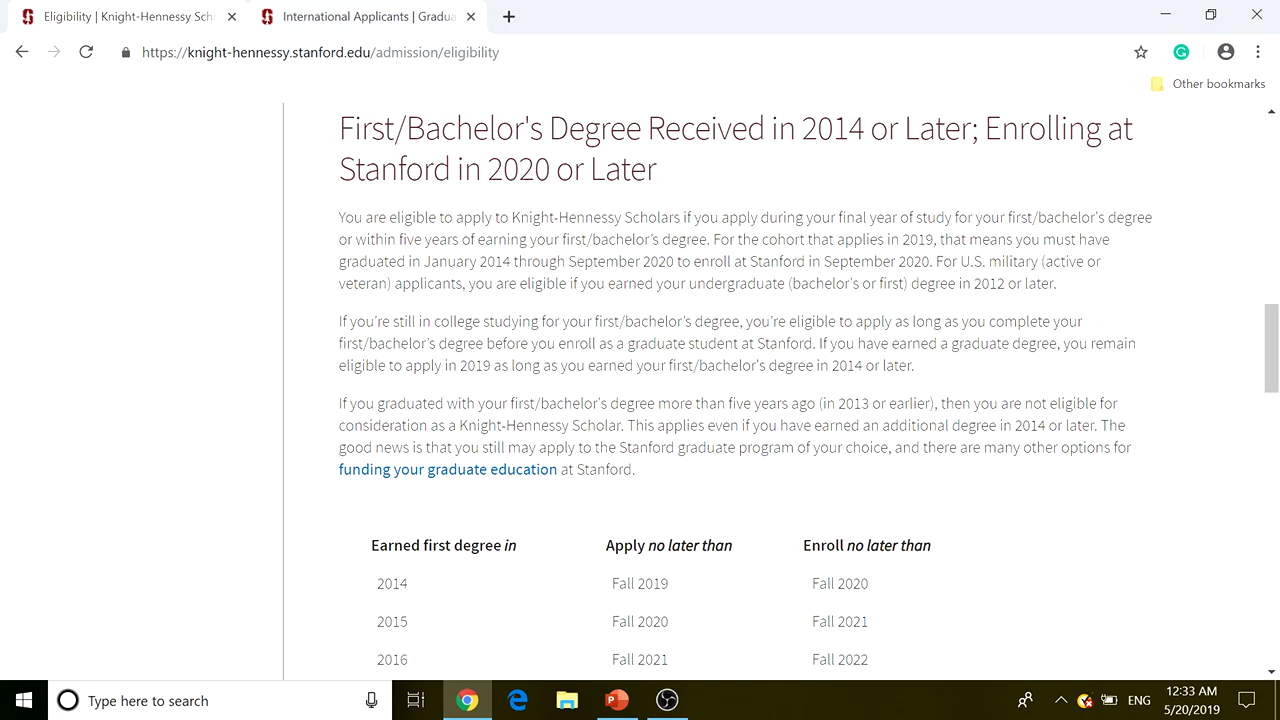 Eligibility | Knight-Hennessy Sch
International Applicants | Gradua
https://knight-hennessy.stanford.edu/admission/eligibility
Other bookmarks
First/Bachelor's Degree Received in 2014 or Later; Enrolling at
Stanford in 2020 or Later
You are eligible to apply to Knight-Hennessy Scholars if you apply during your final year of study for your first/bachelor's degree
or within five years of earning your first/bachelor's degree. For the cohort that applies in 2019, that means you must have
graduated in January 2014 through September 2020 to enroll at Stanford in September 2020. For U.S. military (active or
veteran) applicants, you are eligible if you earned your undergraduate (bachelor's or first) degree in 2012 or later.
If you're still in college studying for your first/bachelor's degree, you're eligible to apply as long as you complete your
first/bachelor's degree before you enroll as a graduate student at Stanford. If you have earned a graduate degree, you remain
eligible to apply in 2019 as long as you earned your first/bachelor's degree in 2014 or later.
If you graduated with your first/bachelor's degree more than five years ago (in 2013 or earlier), then you are not eligible for
consideration as a Knight-Hennessy Scholar. This applies even if you have earned an additional degree in 2014 or later. The
good news is that you still may apply to the Stanford graduate program of your choice, and there are many other options for
funding your graduate education at Stanford.
Earned first degree in Apply no later than Enroll no later than
2014 Fall 2019 Fall 2020
2015 Fall 2020 Fall 2021
2016 Fall 2021 Fall 2022
Type here to search
ENG
12:33 AM
5/20/2019